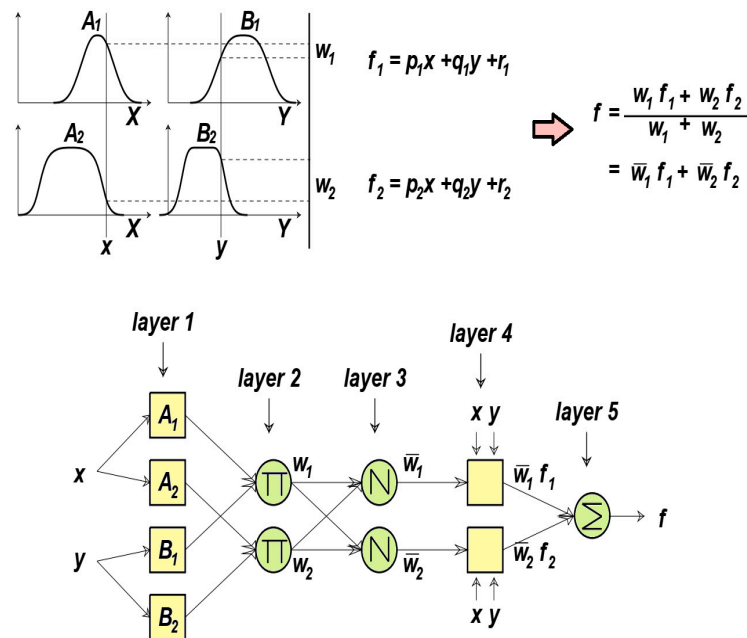 A₁
B₁
w₁
f₁ = p₁x +q₁y +r₁
X
Y
A₂
B₂
w₂
f₂ = p₂x +q₂y +r₂
X
Y
x
y
f = w₁ f₁ + w₂ f₂
w₁ + w₂
= w̅₁ f₁ + w̅₂ f₂
layer 1
layer 2
layer 3
layer 4
layer 5
x y
A₁
x
A₂
Π
w₁
N
w̅₁
w̅₁ f₁
Σ
f
y
B₁
Π
w₂
N
w̅₂
w̅₂ f₂
B₂
x y